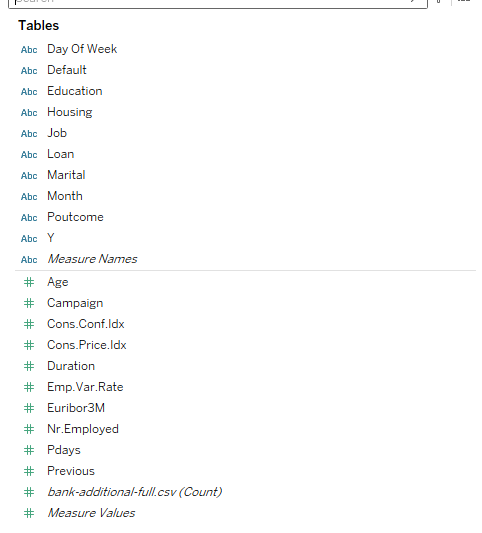 Search
Tables
Abc Day Of Week
Abc Default
Abc Education
Abc Housing
Abc Job
Abc Loan
Abc Marital
Abc Month
Abc Poutcome
Abc Y
Abc Measure Names
# Age
# Campaign
# Cons.Conf.Idx
# Cons.Price.Idx
# Duration
# Emp.Var.Rate
# Euribor3M
# Nr.Employed
# Pdays
# Previous
# bank-additional-full.csv (Count)
# Measure Values